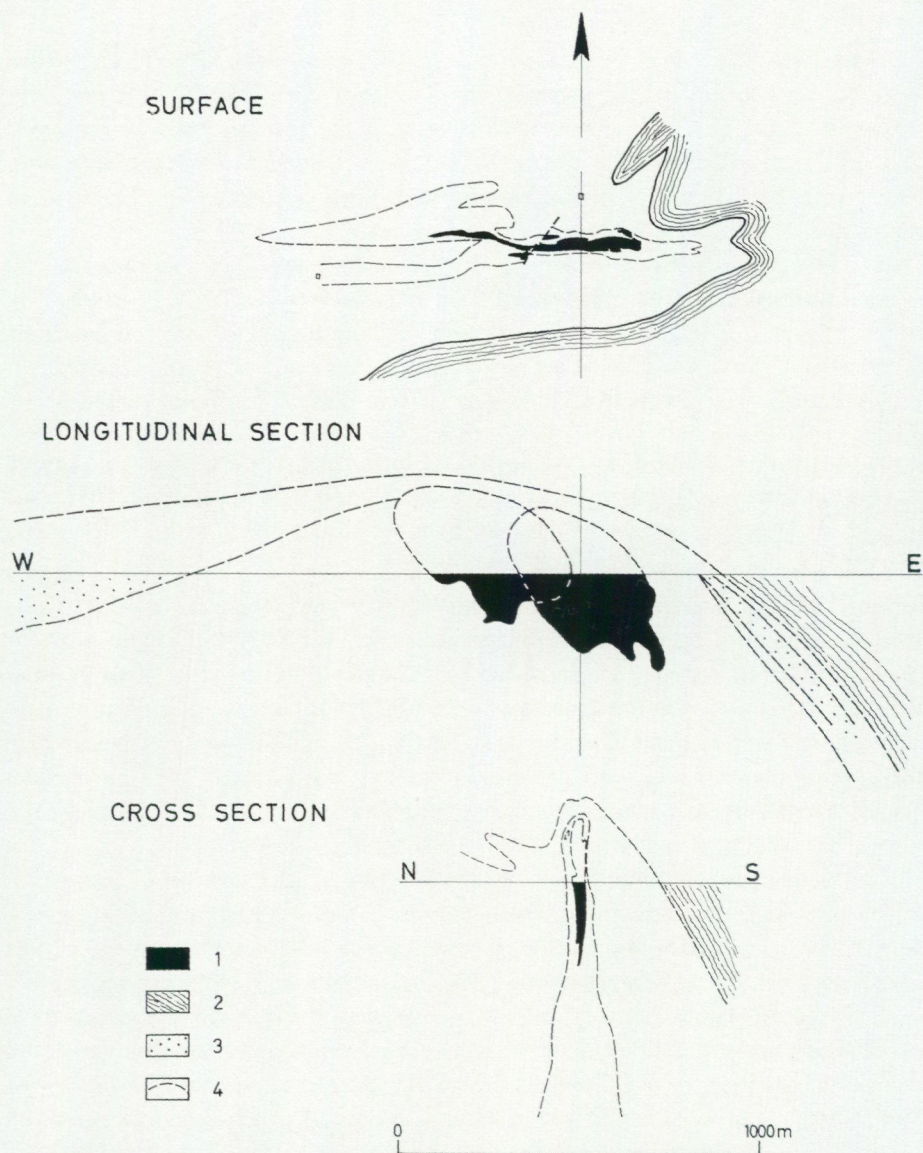 SURFACE
LONGITUDINAL SECTION
W E
CROSS SECTION
N S
1
2
3
4
0 1000m